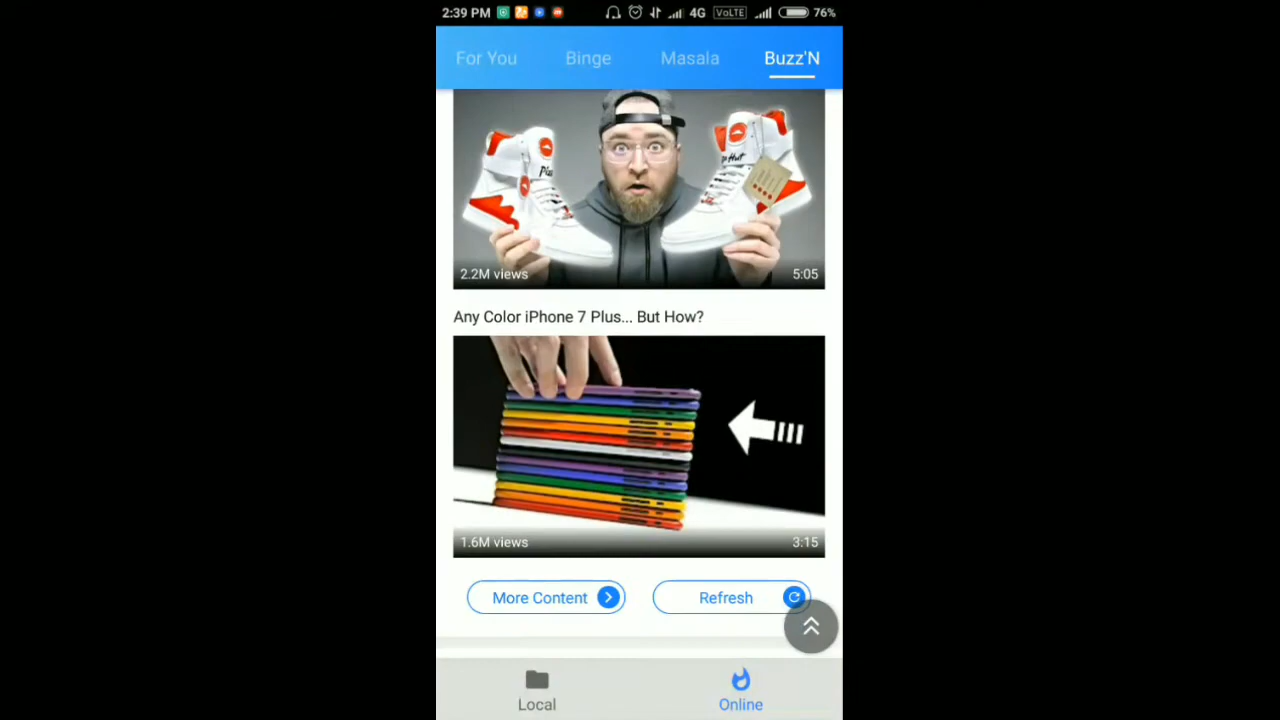 2:39 PM 4G VoLTE 76%
For You Binge Masala Buzz'N
2.2M views 5:05
Any Color iPhone 7 Plus... But How?
1.6M views 3:15
More Content Refresh
Local Online